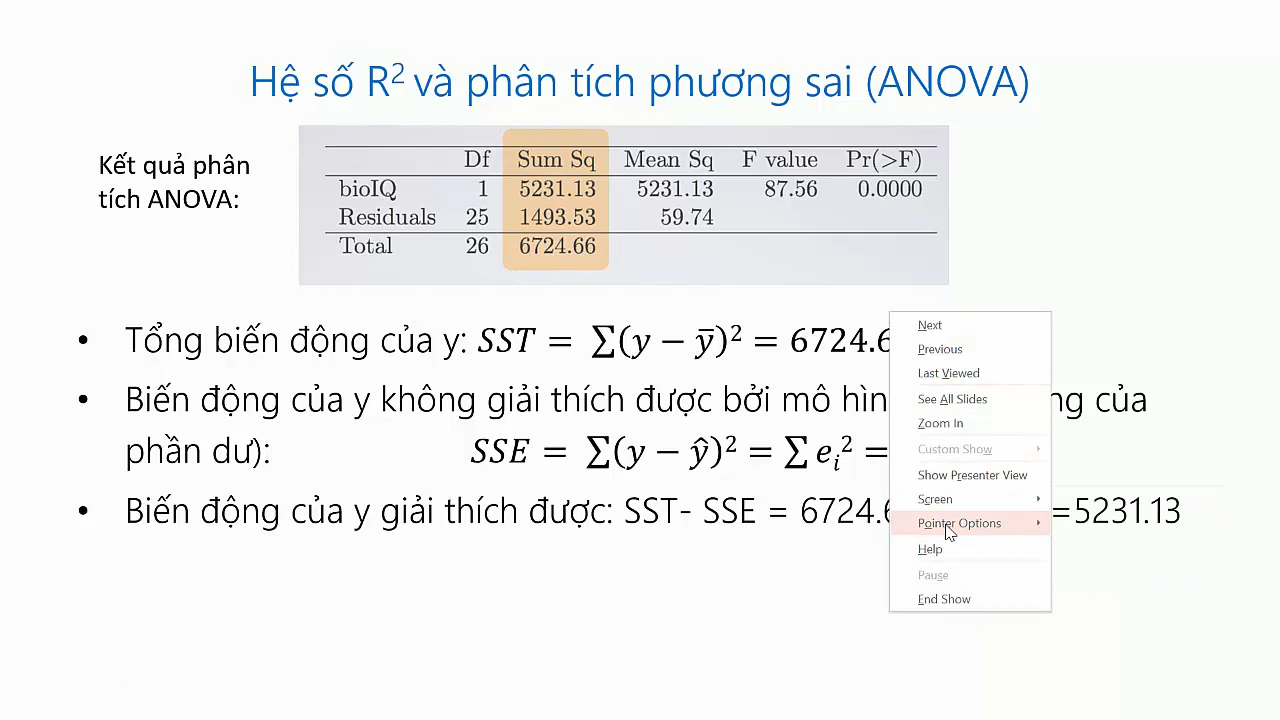 Hệ số R² và phân tích phương sai (ANOVA)
Kết quả phân
tích ANOVA:
Df Sum Sq Mean Sq F value Pr(>F)
bioIQ 1 5231.13 5231.13 87.56 0.0000
Residuals 25 1493.53 59.74
Total 26 6724.66
• Tổng biến động của y: SST = ∑(y − ȳ)² = 6724.6
• Biến động của y không giải thích được bởi mô hìn ng của
phần dư): SSE = ∑(y − ŷ)² = ∑ eᵢ² =
• Biến động của y giải thích được: SST- SSE = 6724.6 =5231.13
Next
Previous
Last Viewed
See All Slides
Zoom In
Custom Show
Show Presenter View
Screen
Pointer Options
Help
Pause
End Show